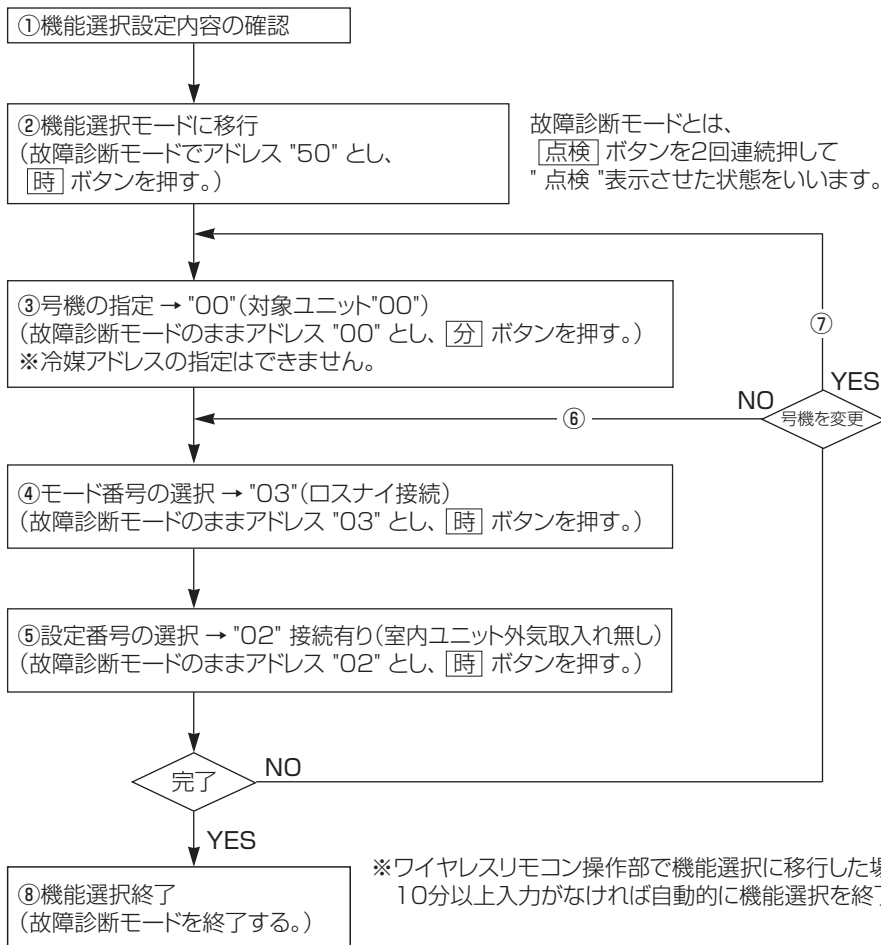 ①機能選択設定内容の確認
②機能選択モードに移行
(故障診断モードでアドレス "50" とし、
時 ボタンを押す。)
故障診断モードとは、
点検 ボタンを2回連続押して
" 点検 "表示させた状態をいいます。
③号機の指定 → "00"(対象ユニット"00")
(故障診断モードのままアドレス "00" とし、 分 ボタンを押す。)
※冷媒アドレスの指定はできません。
⑦
YES
NO
号機を変更
⑥
④モード番号の選択 → "03"(ロスナイ接続)
(故障診断モードのままアドレス "03" とし、 時 ボタンを押す。)
⑤設定番号の選択 → "02" 接続有り(室内ユニット外気取入れ無し)
(故障診断モードのままアドレス "02" とし、 時 ボタンを押す。)
完了
NO
YES
⑧機能選択終了
(故障診断モードを終了する。)
※ワイヤレスリモコン操作部で機能選択に移行した場
10分以上入力がなければ自動的に機能選択を終了